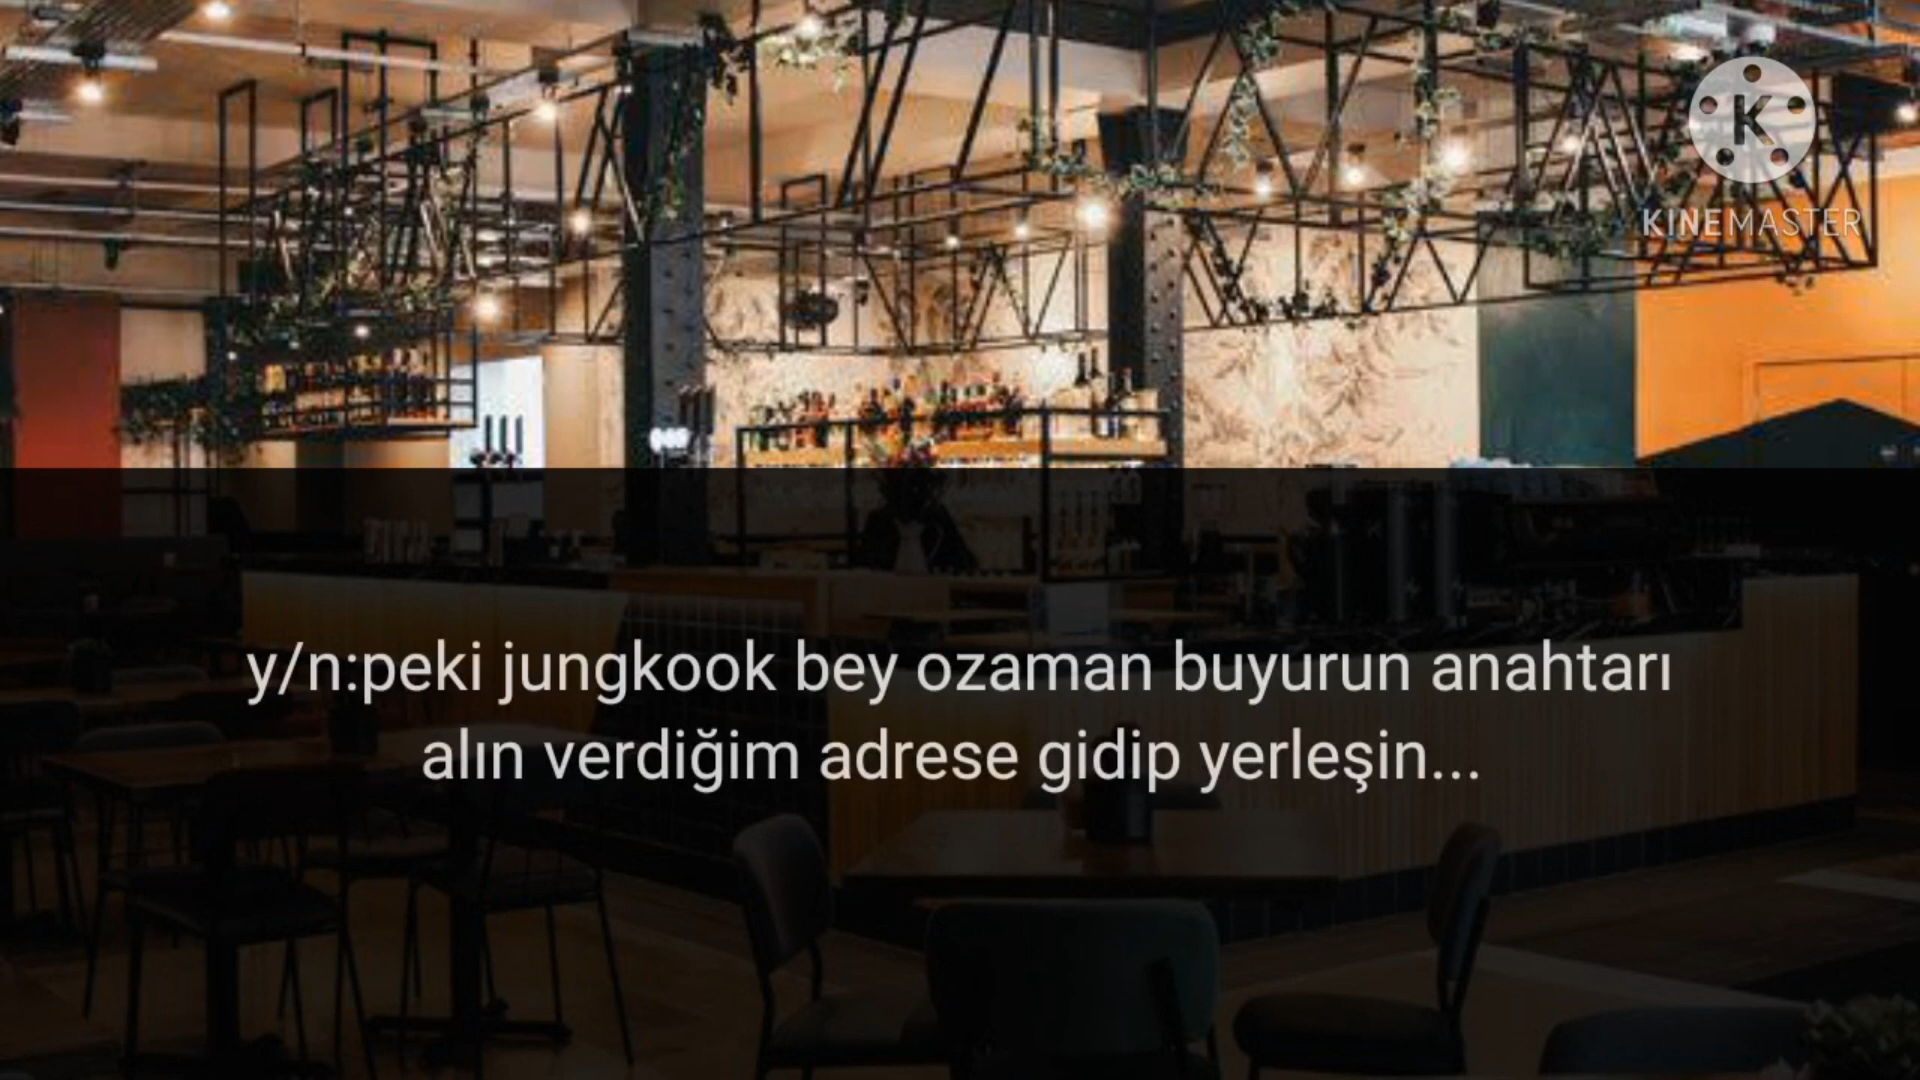 K
KINEMASTER
y/n:peki jungkook bey ozaman buyurun anahtarı
alın verdiğim adrese gidip yerleşin...